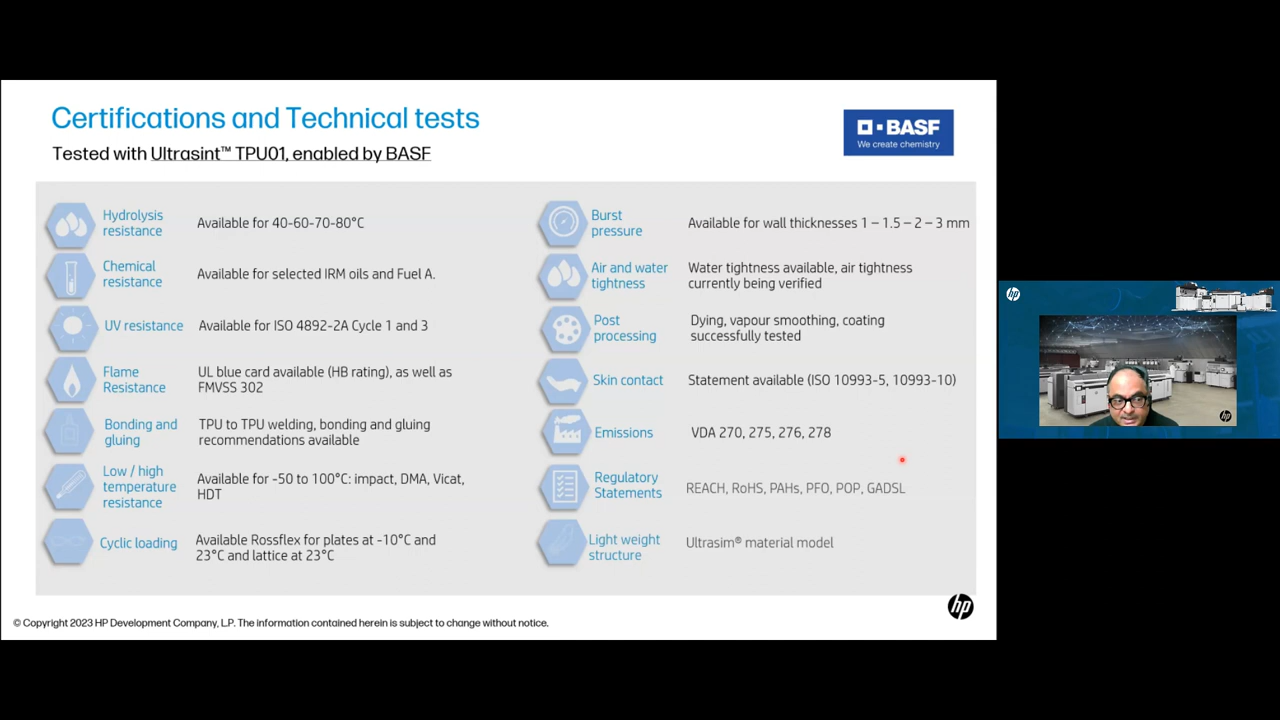 Certifications and Technical tests
Tested with Ultrasint™ TPU01, enabled by BASF
BASF
We create chemistry
Hydrolysis
resistance
Available for 40-60-70-80°C
Chemical
resistance
Available for selected IRM oils and Fuel A.
UV resistance
Available for ISO 4892-2A Cycle 1 and 3
Flame
Resistance
UL blue card available (HB rating), as well as
FMVSS 302
Bonding and
gluing
TPU to TPU welding, bonding and gluing
recommendations available
Low / high
temperature
resistance
Available for -50 to 100°C: impact, DMA, Vicat,
HDT
Cyclic loading
Available Rossflex for plates at -10°C and
23°C and lattice at 23°C
Burst
pressure
Available for wall thicknesses 1 – 1.5 – 2 – 3 mm
Air and water
tightness
Water tightness available, air tightness
currently being verified
Post
processing
Dying, vapour smoothing, coating
successfully tested
Skin contact
Statement available (ISO 10993-5, 10993-10)
Emissions
VDA 270, 275, 276, 278
Regulatory
Statements
REACH, RoHS, PAHs, PFO, POP, GADSL
Light weight
structure
Ultrasim® material model
hp
© Copyright 2023 HP Development Company, L.P. The information contained herein is subject to change without notice.
hp
hp